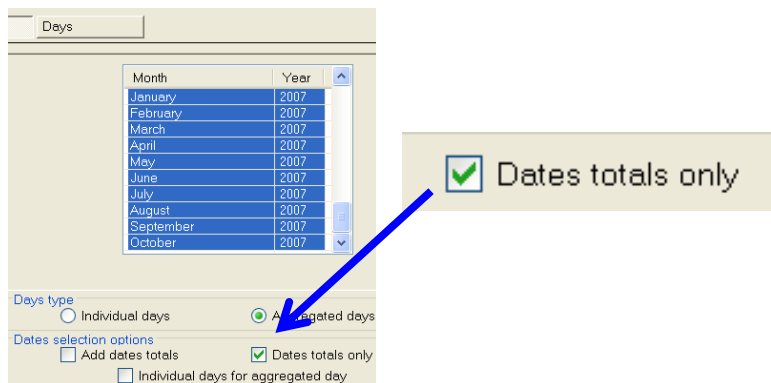 Days
Month Year
January 2007
February 2007
March 2007
April 2007
May 2007
June 2007
July 2007
August 2007
September 2007
October 2007
Days type
Individual days Aggregated days
Dates selection options
Add dates totals Dates totals only
Individual days for aggregated day
Dates totals only